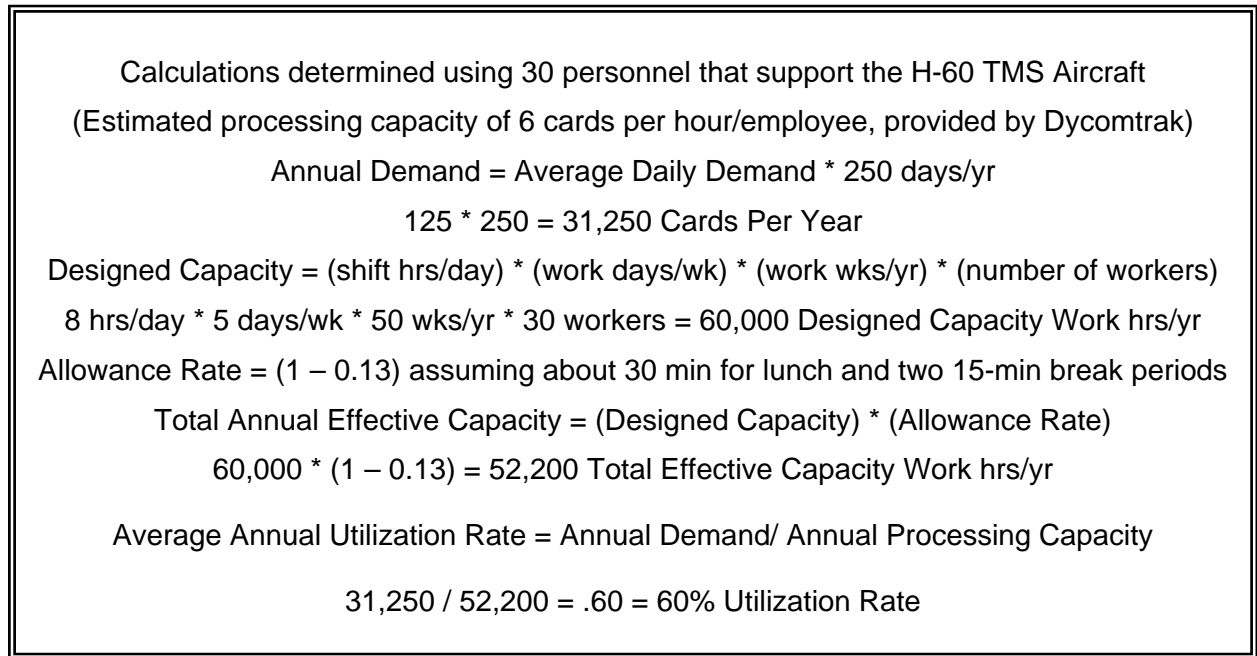 Calculations determined using 30 personnel that support the H-60 TMS Aircraft
(Estimated processing capacity of 6 cards per hour/employee, provided by Dycomtrak)
Annual Demand = Average Daily Demand * 250 days/yr
125 * 250 = 31,250 Cards Per Year
Designed Capacity = (shift hrs/day) * (work days/wk) * (work wks/yr) * (number of workers)
8 hrs/day * 5 days/wk * 50 wks/yr * 30 workers = 60,000 Designed Capacity Work hrs/yr
Allowance Rate = (1 – 0.13) assuming about 30 min for lunch and two 15-min break periods
Total Annual Effective Capacity = (Designed Capacity) * (Allowance Rate)
60,000 * (1 – 0.13) = 52,200 Total Effective Capacity Work hrs/yr
Average Annual Utilization Rate = Annual Demand/ Annual Processing Capacity
31,250 / 52,200 = .60 = 60% Utilization Rate